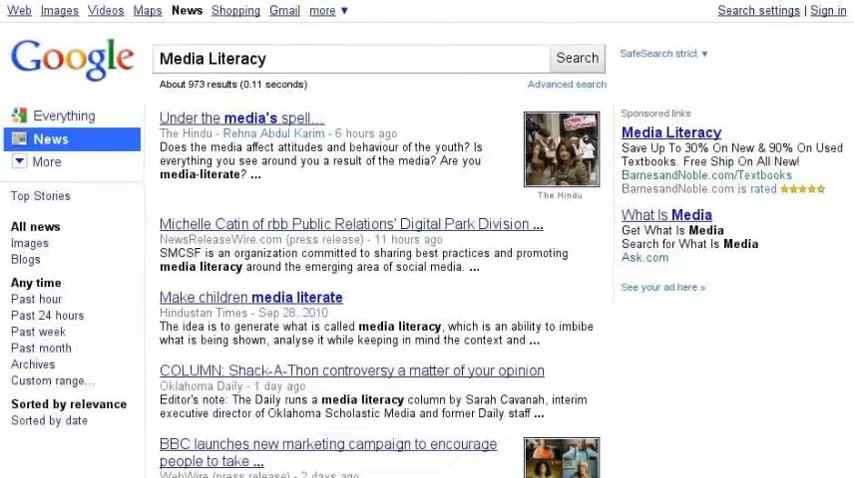 Web Images Videos Maps News Shopping Gmail more ▼
Search settings | Sign in
Google
Media Literacy
Search
SafeSearch strict ▼
About 973 results (0.11 seconds)
Advanced search
Everything
News
More
Top Stories
All news
Images
Blogs
Any time
Past hour
Past 24 hours
Past week
Past month
Archives
Custom range...
Sorted by relevance
Sorted by date
Under the media's spell...
The Hindu - Rehna Abdul Karim - 6 hours ago
Does the media affect attitudes and behaviour of the youth? Is
everything you see around you a result of the media? Are you
media-literate? ...
The Hindu
Michelle Catin of rbb Public Relations' Digital Park Division ...
NewsReleaseWire.com (press release) - 11 hours ago
SMCSF is an organization committed to sharing best practices and promoting
media literacy around the emerging area of social media. ...
Make children media literate
Hindustan Times - Sep 28, 2010
The idea is to generate what is called media literacy, which is an ability to imbibe
what is being shown, analyse it while keeping in mind the context and ...
COLUMN: Shack-A-Thon controversy a matter of your opinion
Oklahoma Daily - 1 day ago
Editor's note: The Daily runs a media literacy column by Sarah Cavanah, interim
executive director of Oklahoma Scholastic Media and former Daily staff ...
BBC launches new marketing campaign to encourage
people to take ...
WebWire (press release) - 2 days ago
Sponsored links
Media Literacy
Save Up To 30% On New & 90% On Used
Textbooks. Free Ship On All New!
BarnesandNoble.com/Textbooks
BarnesandNoble.com is rated
What Is Media
Get What Is Media
Search for What Is Media
Ask.com
See your ad here »